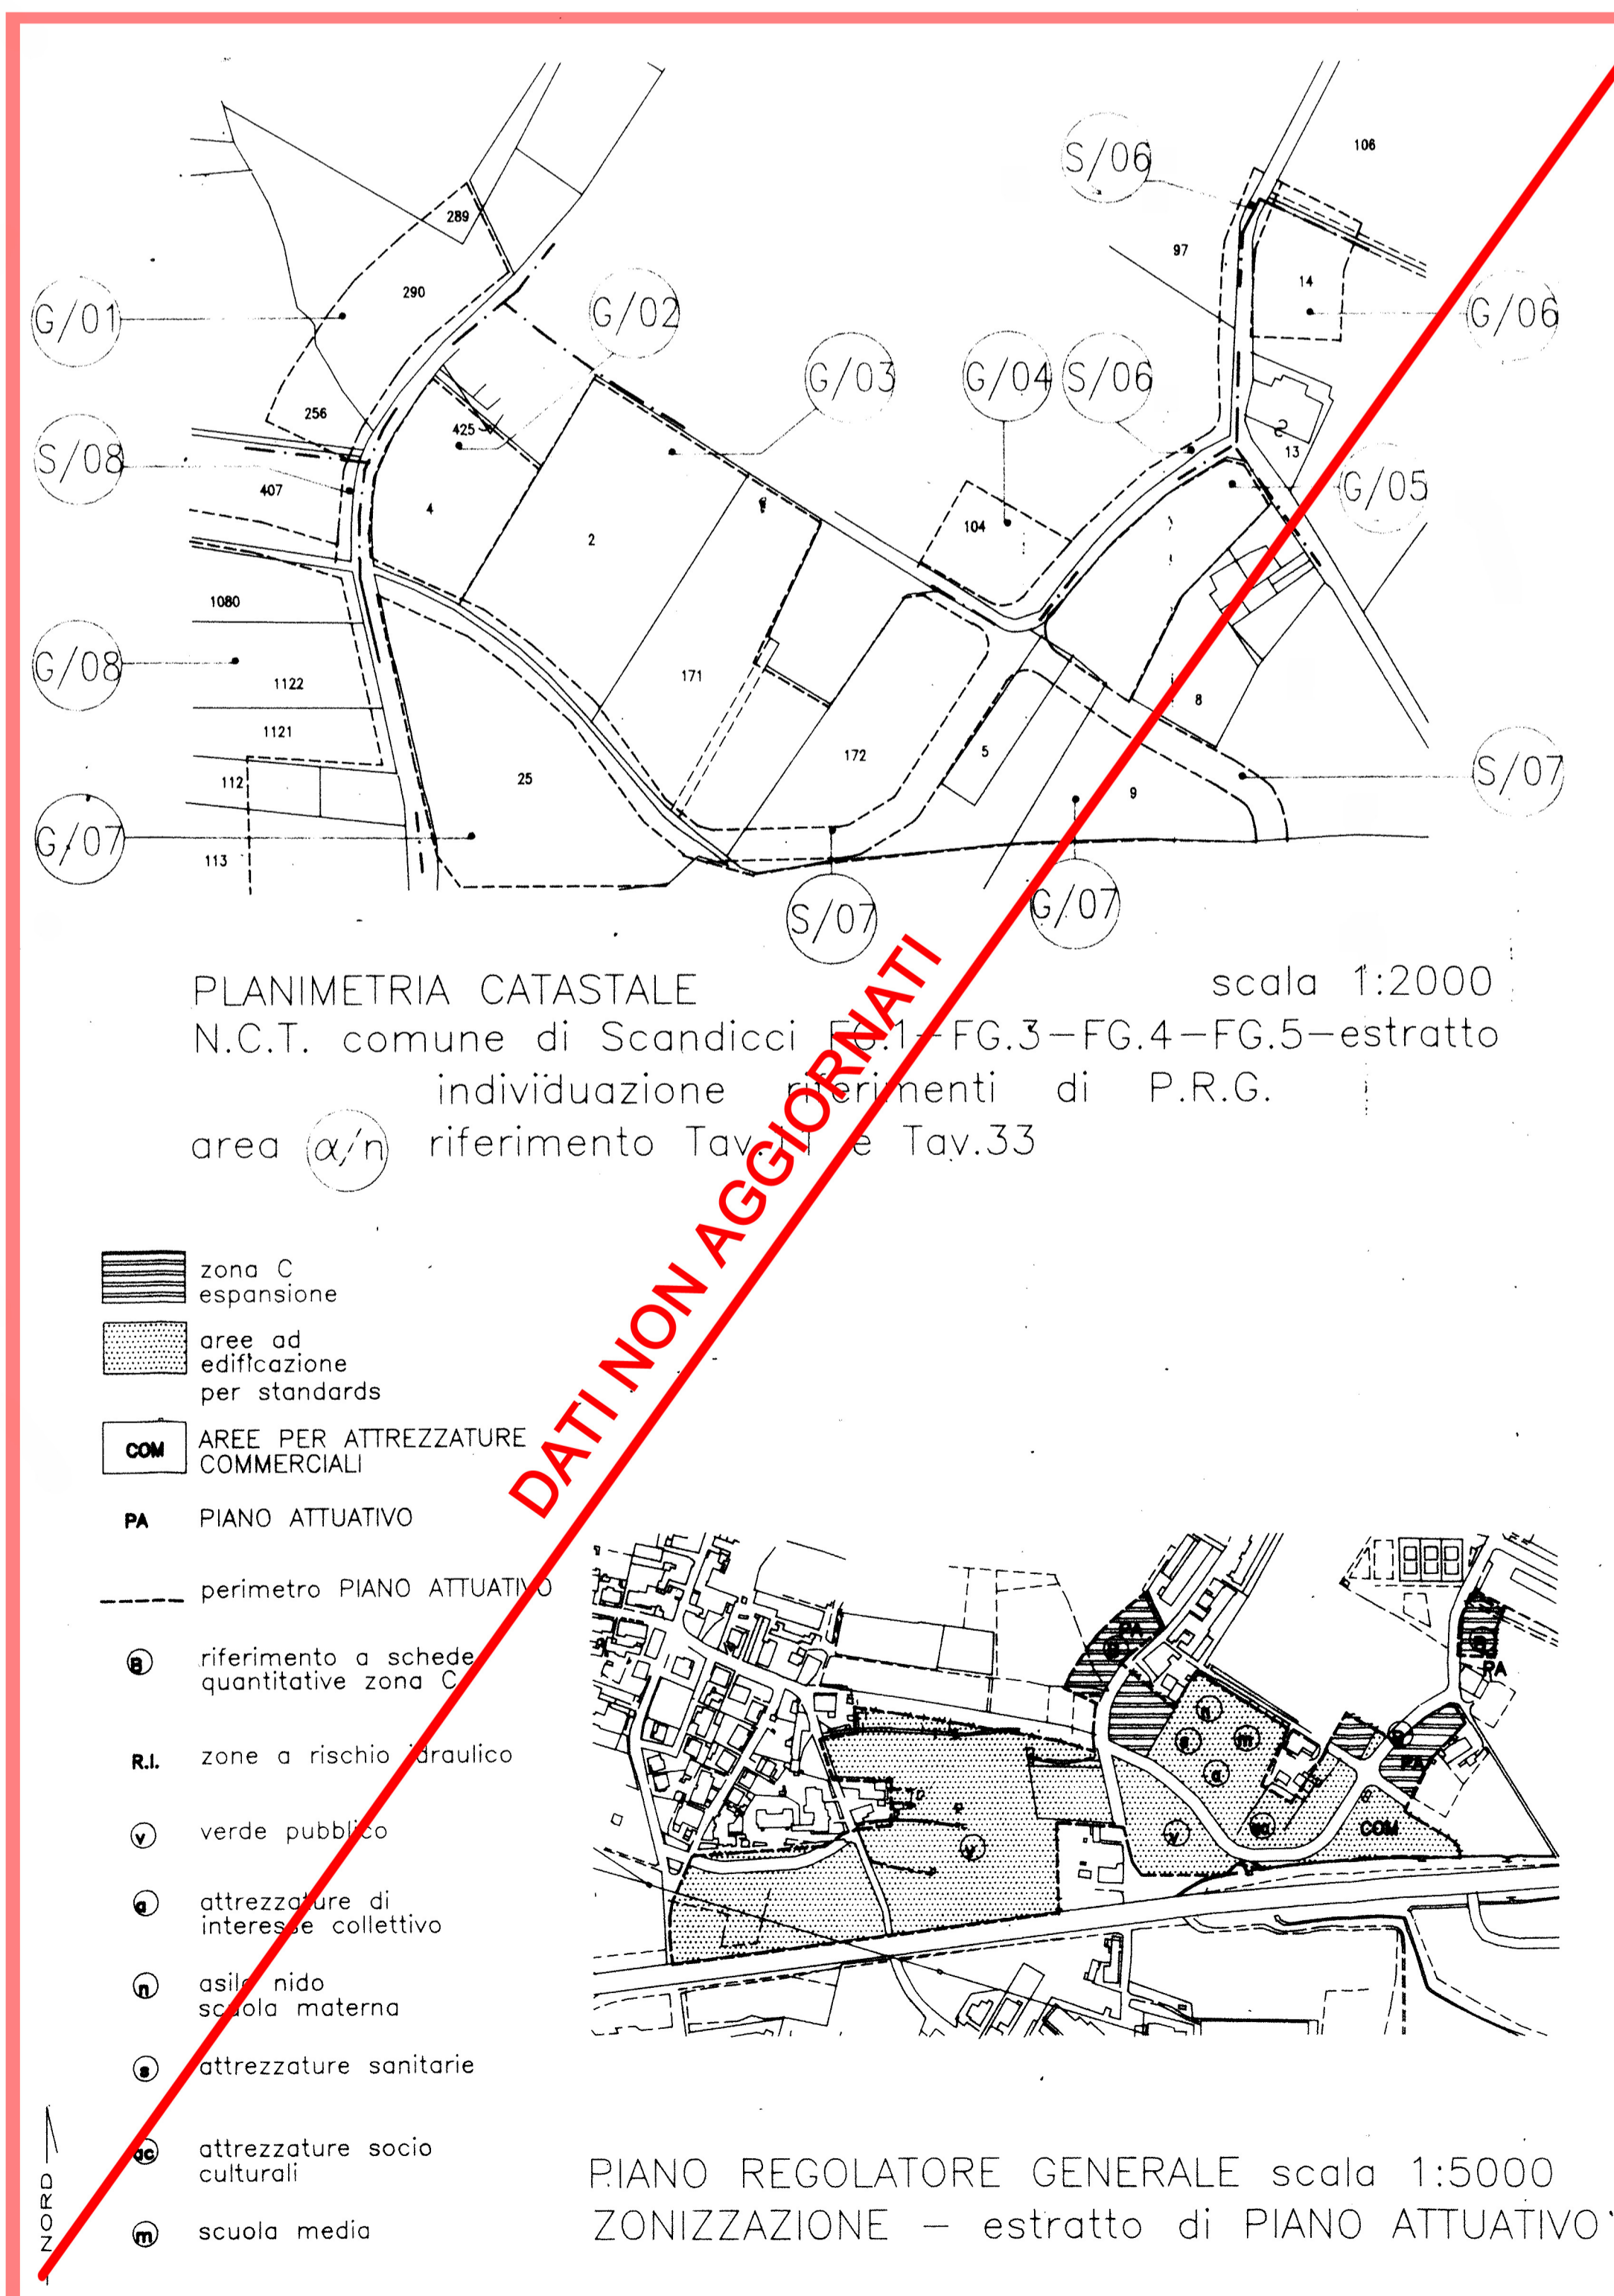 S/06
106
289
97
290
14
G/01
G/02
G/06
G/03
G/04
S/06
256
425
13
S/08
407
G/05
4
104
2
1080
G/08
1122
171
8
1121
172
5
S/07
112
25
9
G/07
113
S/07
G/07
PLANIMETRIA CATASTALE scala 1:2000
N.C.T. comune di Scandicci FG.1-FG.3-FG.4-FG.5-estratto
individuazione riferimenti di P.R.G.
area α/n riferimento e Tav.33
DATI NON AGGIORNATI
zona C
espansione
aree ad
edificazione
per standards
COM AREE PER ATTREZZATURE
COMMERCIALI
PA PIANO ATTUATIVO
perimetro PIANO ATTUATIVO
B riferimento a schede
quantitative zona C
R.I. zone a rischio idraulico
v verde pubblico
a attrezzature di
interesse collettivo
n asilo nido
scuola materna
s attrezzature sanitarie
ac attrezzature socio
culturali
m scuola media
NORD
PA
PA
n
m
s
a
PA
v
COM
v
PIANO REGOLATORE GENERALE scala 1:5000
ZONIZZAZIONE - estratto di PIANO ATTUATIVO